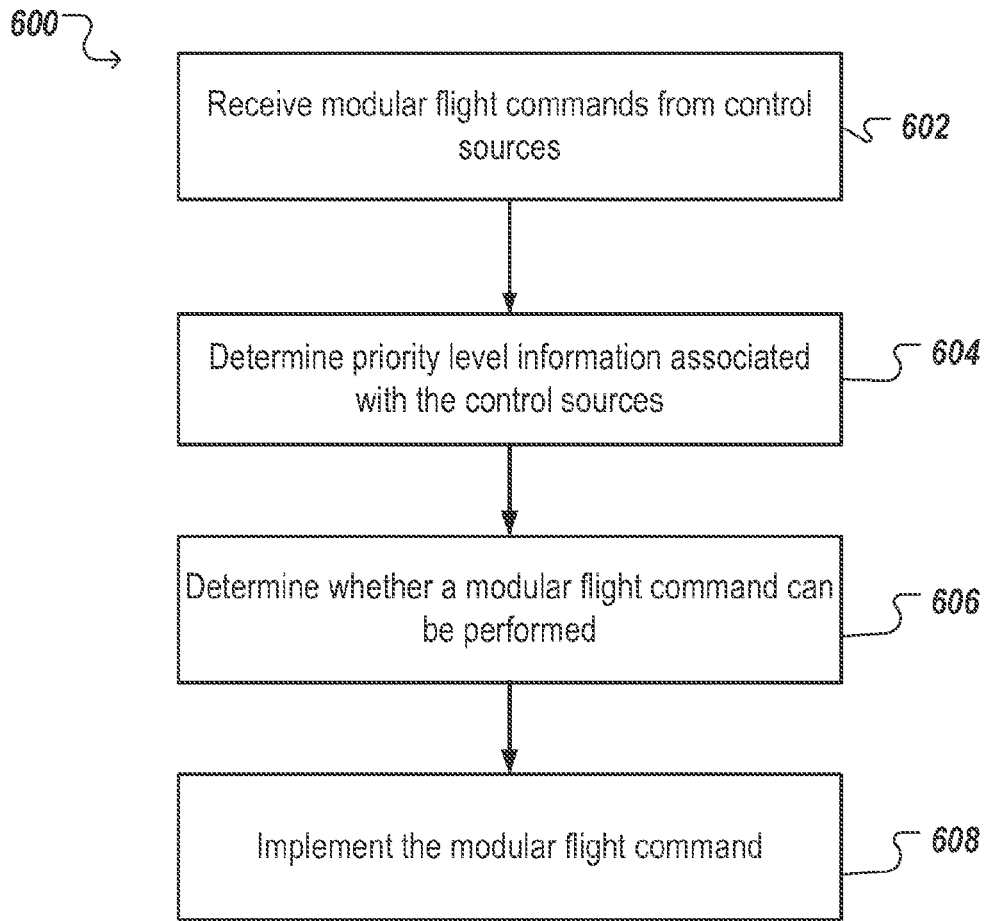 600
Receive modular flight commands from control
sources
602
Determine priority level information associated
with the control sources
604
Determine whether a modular flight command can
be performed
606
Implement the modular flight command
608